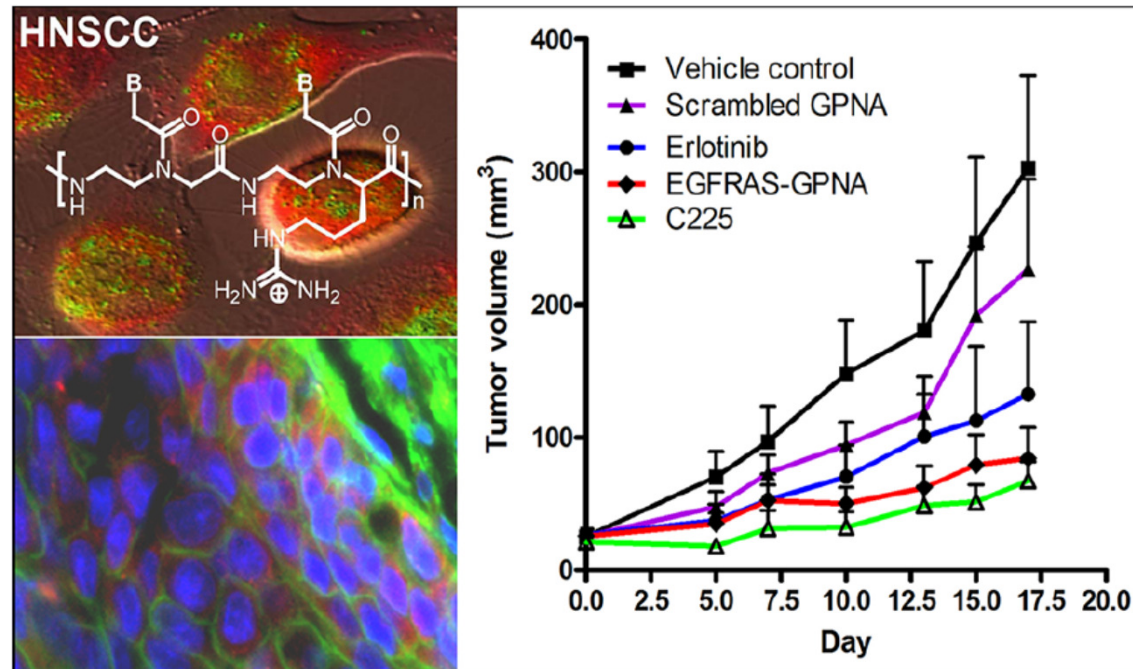 HNSCC
B
B
O
O
O
N
N
N
H
O
N
H
n
HN
H₂N
⊕
NH₂
Tumor volume (mm³)
400
300
200
100
0
Vehicle control
Scrambled GPNA
Erlotinib
EGFRAS-GPNA
C225
0.0 2.5 5.0 7.5 10.0 12.5 15.0 17.5 20.0
Day